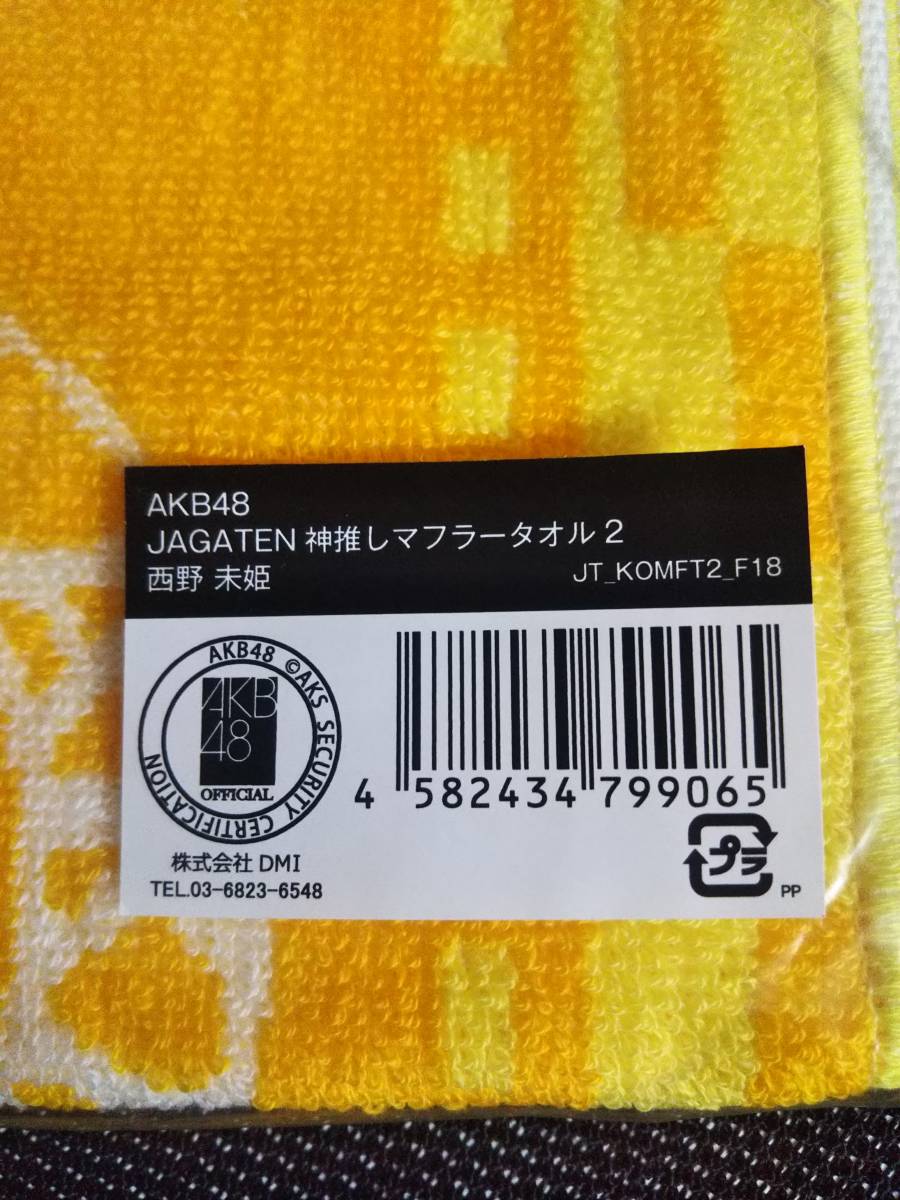 AKB48
JAGATEN 神推しマフラータオル2
西野 未姫
JT_KOMFT2_F18
AKB48 ©AKS SECURITY CERTIFICATION
AKB
48
OFFICIAL
株式会社 DMI
TEL.03-6823-6548
4 582434 799065
プラ
PP